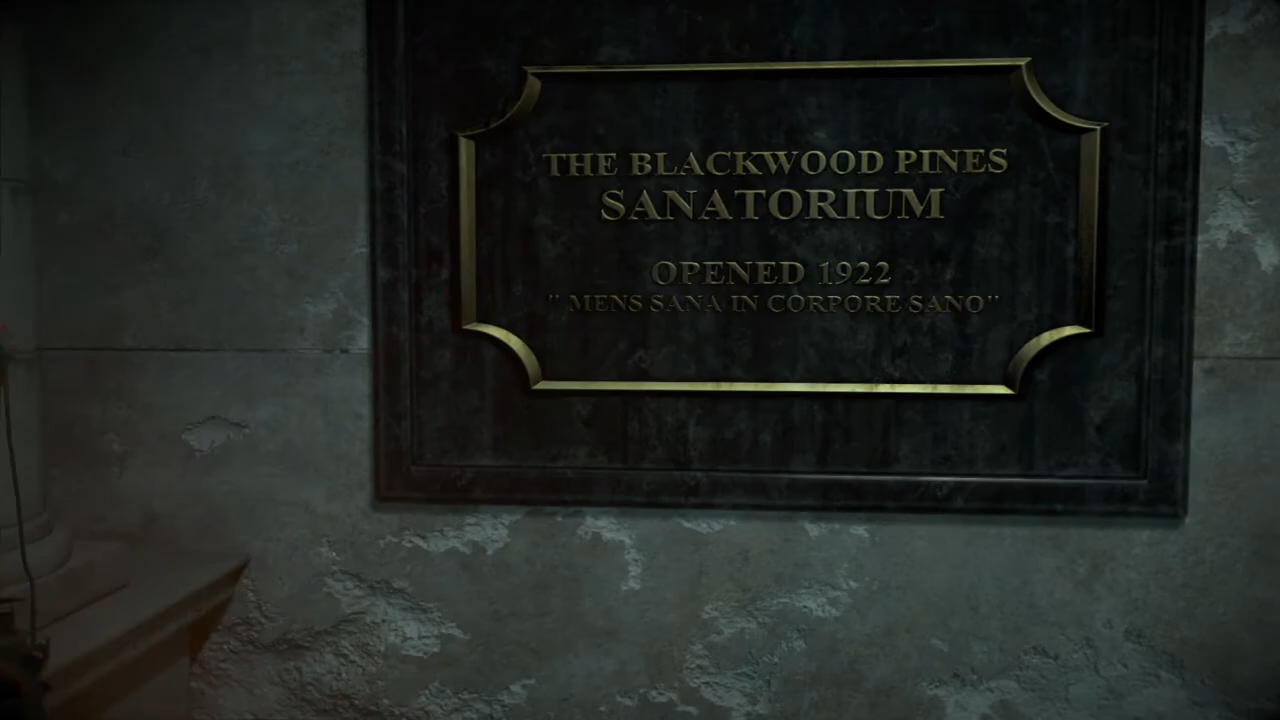 THE BLACKWOOD PINES
SANATORIUM
OPENED 1922
" MENS SANA IN CORPORE SANO"